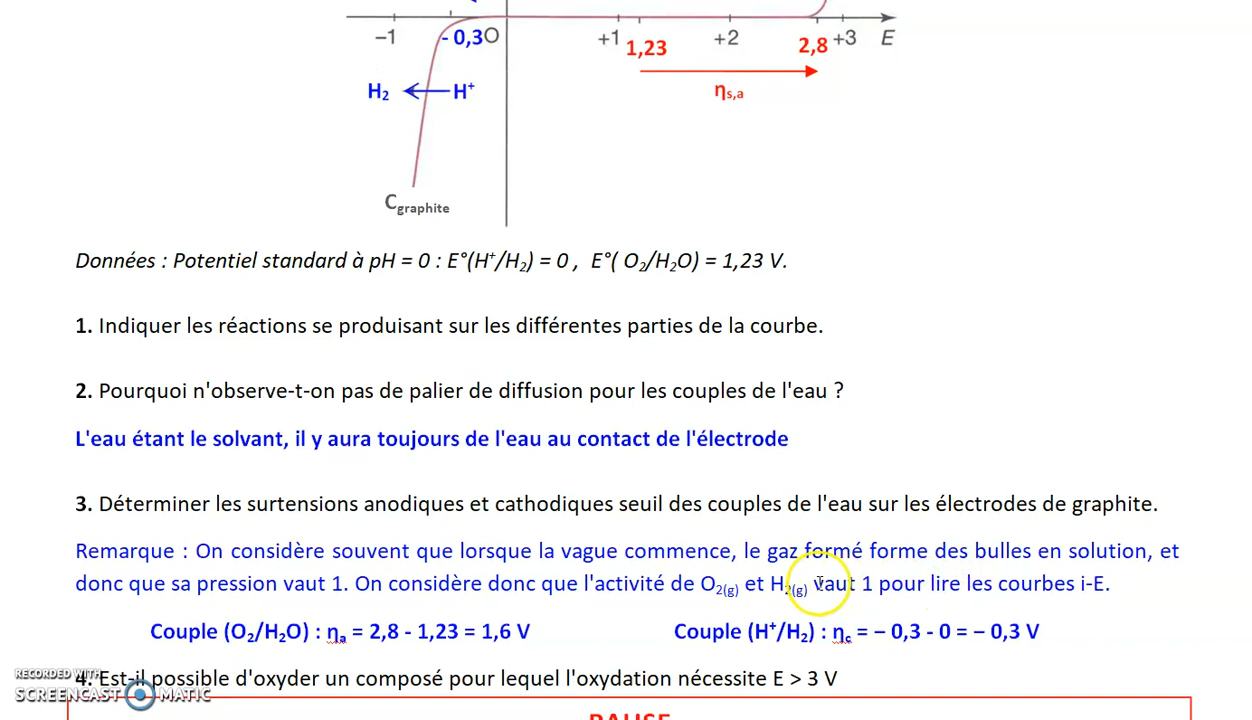 −1 - 0,3 O +1 1,23 +2 2,8 +3 E
H2 H+ ηs,a
Cgraphite
Données : Potentiel standard à pH = 0 : E°(H+/H2) = 0 , E°( O2/H2O) = 1,23 V.
1. Indiquer les réactions se produisant sur les différentes parties de la courbe.
2. Pourquoi n'observe-t-on pas de palier de diffusion pour les couples de l'eau ?
L'eau étant le solvant, il y aura toujours de l'eau au contact de l'électrode
3. Déterminer les surtensions anodiques et cathodiques seuil des couples de l'eau sur les électrodes de graphite.
Remarque : On considère souvent que lorsque la vague commence, le gaz formé forme des bulles en solution, et
donc que sa pression vaut 1. On considère donc que l'activité de O2(g) et H2(g) vaut 1 pour lire les courbes i-E.
Couple (O2/H2O) : ηa = 2,8 - 1,23 = 1,6 V Couple (H+/H2) : ηc = − 0,3 - 0 = − 0,3 V
4. Est-il possible d'oxyder un composé pour lequel l'oxydation nécessite E > 3 V
RECORDED WITH
SCREENCAST MATIC
PAUSE